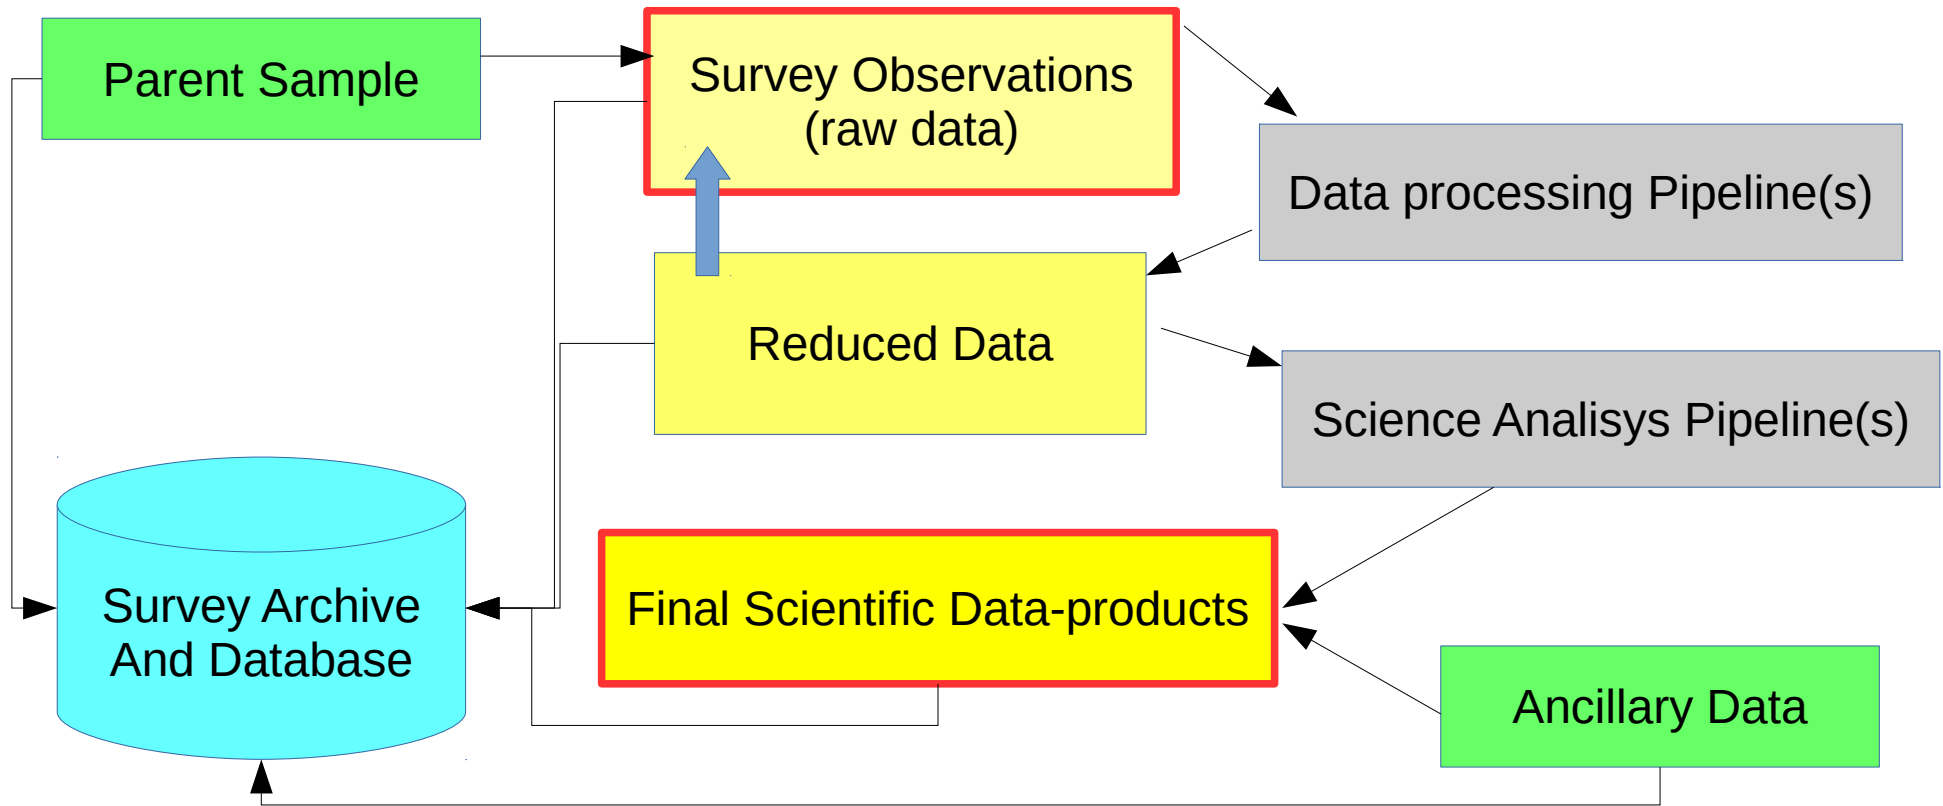 Parent Sample
Survey Observations
(raw data)
Data processing Pipeline(s)
Reduced Data
Science Analisys Pipeline(s)
Survey Archive
And Database
Final Scientific Data-products
Ancillary Data